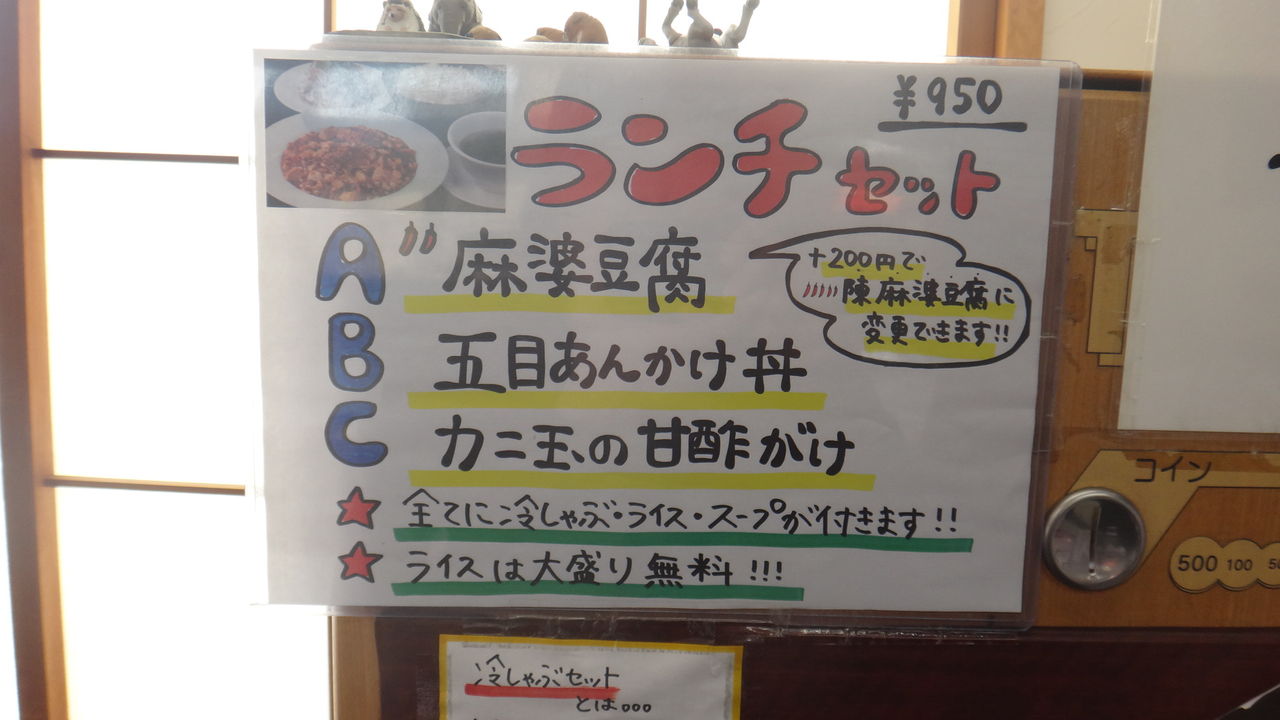 ¥950
ランチセット
A 麻婆豆腐
+200円で
陳麻婆豆腐に
変更できます!!
B 五目あんかけ丼
C カニ玉の甘酢がけ
★ 全てに冷しゃぶ・ライス・スープが付きます!!
★ ライスは大盛り無料!!!
コイン
500 100
冷しゃぶセット
とは。。。